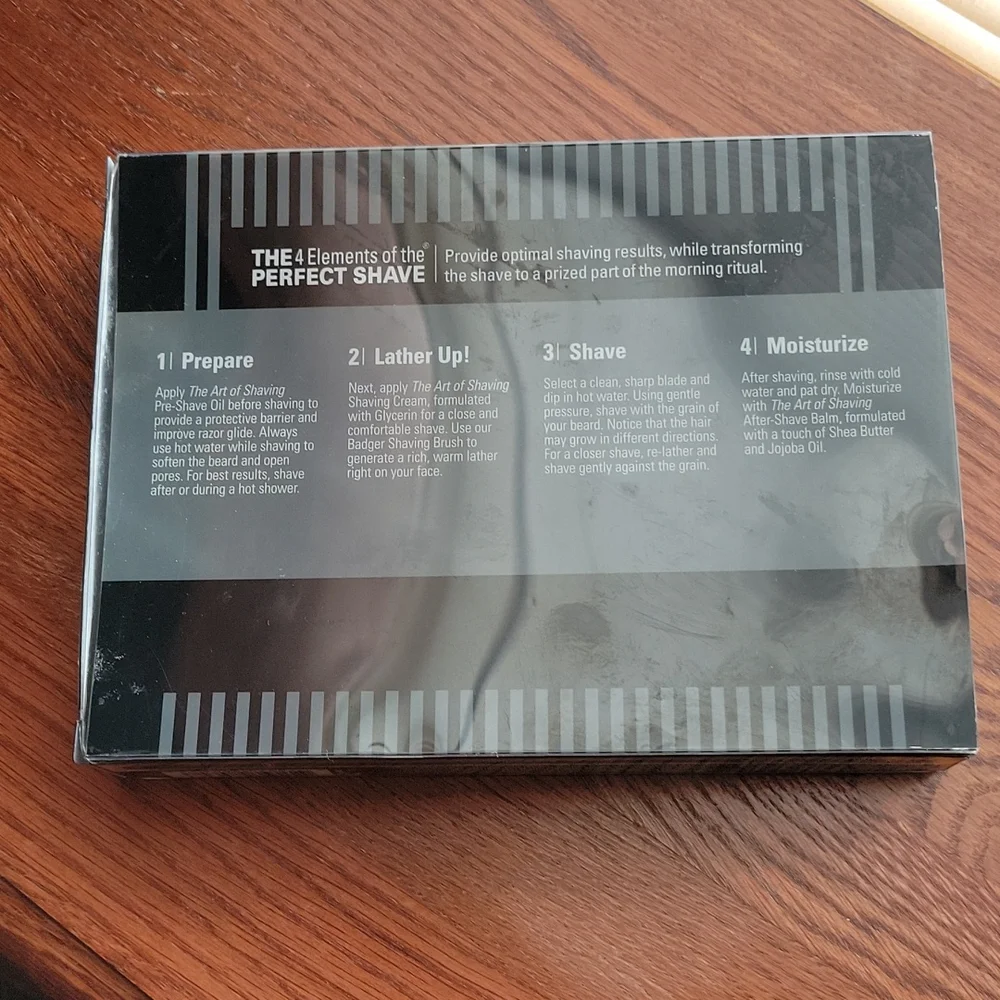 THE 4 Elements of the®
PERFECT SHAVE
Provide optimal shaving results, while transforming
the shave to a prized part of the morning ritual.
1| Prepare
Apply The Art of Shaving
Pre-Shave Oil before shaving to
provide a protective barrier and
improve razor glide. Always
use hot water while shaving to
soften the beard and open
pores. For best results, shave
after or during a hot shower.
2| Lather Up!
Next, apply The Art of Shaving
Shaving Cream, formulated
with Glycerin for a close and
comfortable shave. Use our
Badger Shaving Brush to
generate a rich, warm lather
right on your face.
3| Shave
Select a clean, sharp blade and
dip in hot water. Using gentle
pressure, shave with the grain of
your beard. Notice that the hair
may grow in different directions.
For a closer shave, re-lather and
shave gently against the grain.
4| Moisturize
After shaving, rinse with cold
water and pat dry. Moisturize
with The Art of Shaving
After-Shave Balm, formulated
with a touch of Shea Butter
and Jojoba Oil.